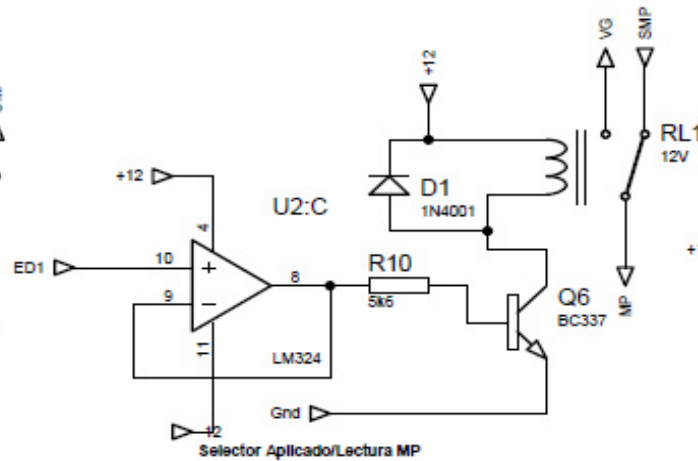 VG
SMP
+12
RL1
12V
+12
U2:C
D1
1N4001
4
ED1
10
+
8
R10
5k6
9
−
Q6
BC337
MP
11
LM324
Gnd
12
Selector Aplicado/Lectura MP